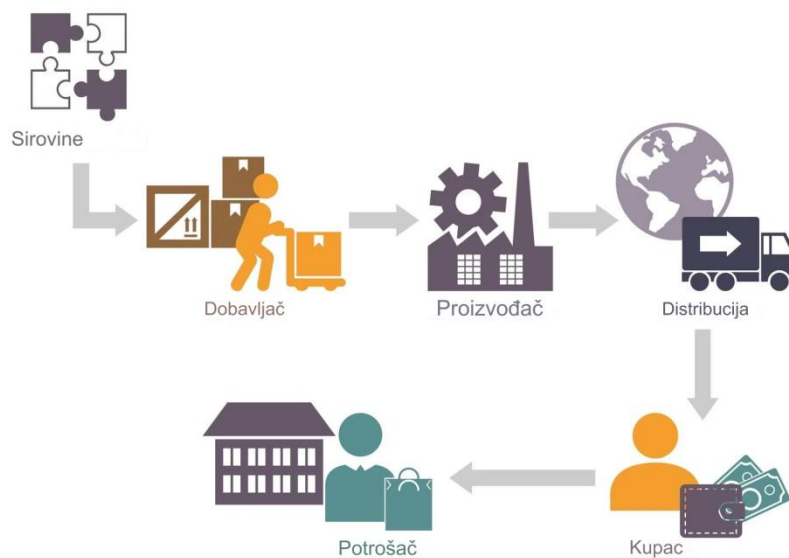 Sirovine
Dobavljač
Proizvođač
Distribucija
Kupac
Potrošač